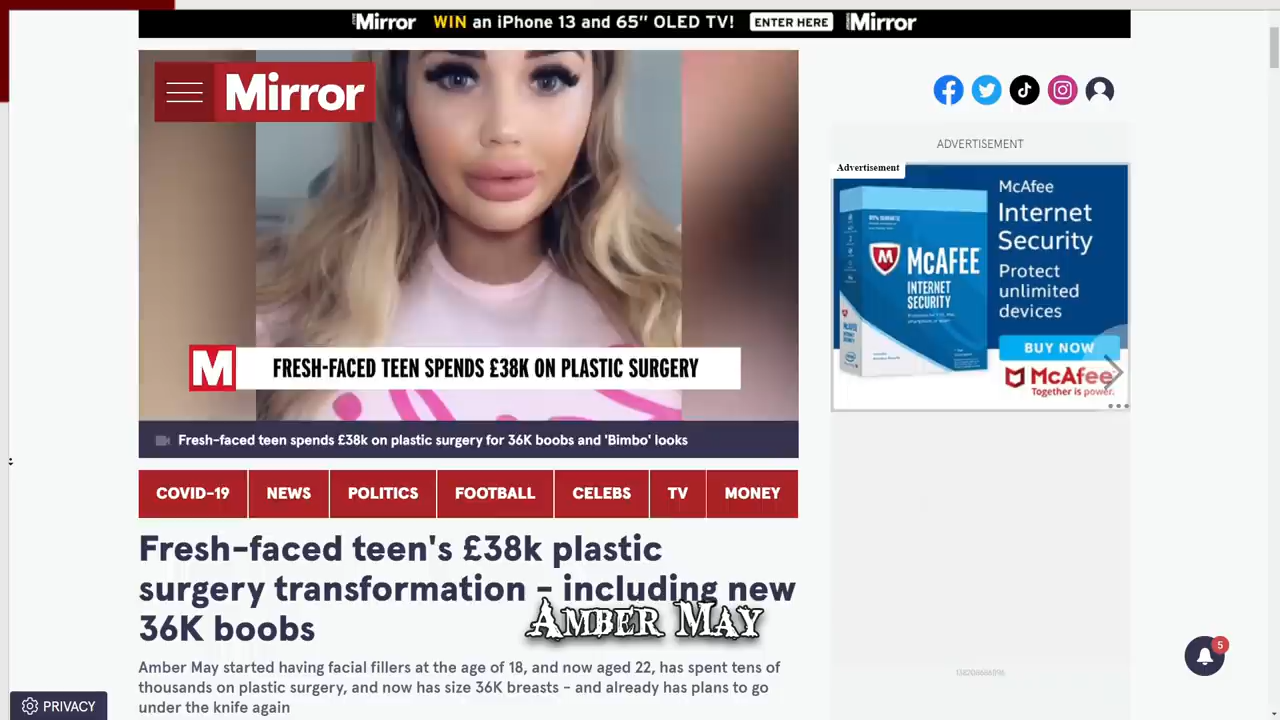 Mirror WIN an iPhone 13 and 65" OLED TV! ENTER HERE Mirror
Mirror
M FRESH-FACED TEEN SPENDS £38K ON PLASTIC SURGERY
Fresh-faced teen spends £38k on plastic surgery for 36K boobs and 'Bimbo' looks
COVID-19 NEWS POLITICS FOOTBALL CELEBS TV MONEY
Fresh-faced teen's £38k plastic
surgery transformation - including new
36K boobs
AMBER MAY
Amber May started having facial fillers at the age of 18, and now aged 22, has spent tens of
thousands on plastic surgery, and now has size 36K breasts - and already has plans to go
under the knife again
PRIVACY
ADVERTISEMENT
Advertisement
McAFEE
INTERNET
SECURITY
McAfee
Internet
Security
Protect
unlimited
devices
BUY NOW
McAfee
Together is power.
5